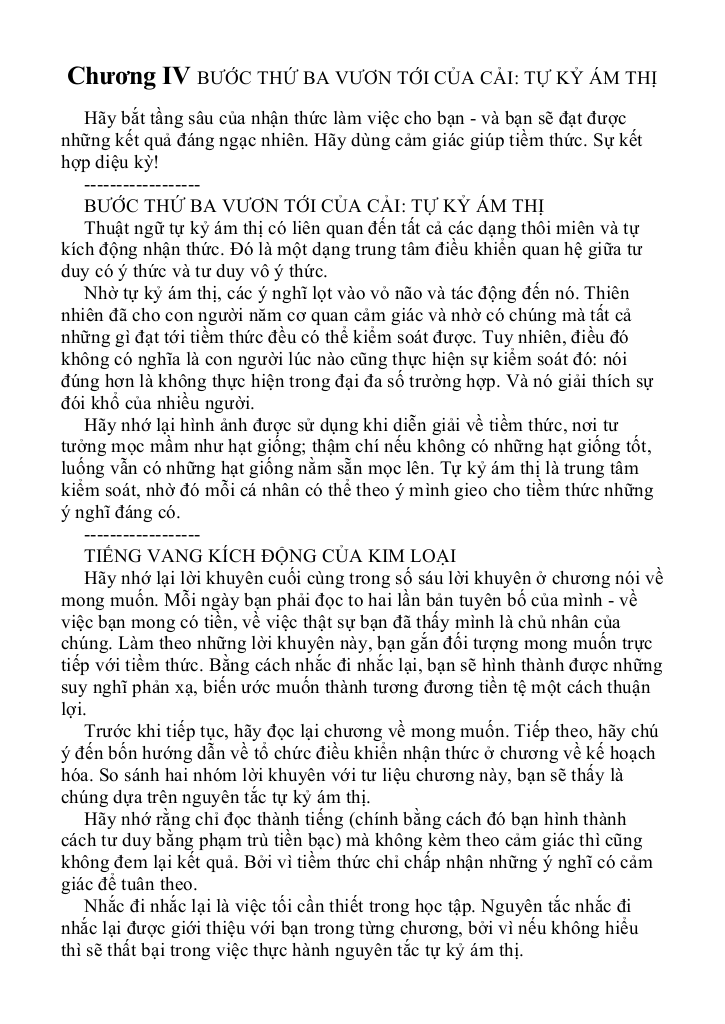 Chương IV BƯỚC THỨ BA VƯƠN TỚI CỦA CẢI: TỰ KỶ ÁM THỊ
Hãy bắt tầng sâu của nhận thức làm việc cho bạn - và bạn sẽ đạt được
những kết quả đáng ngạc nhiên. Hãy dùng cảm giác giúp tiềm thức. Sự kết
hợp diệu kỳ!
------------------
BƯỚC THỨ BA VƯƠN TỚI CỦA CẢI: TỰ KỶ ÁM THỊ
Thuật ngữ tự kỷ ám thị có liên quan đến tất cả các dạng thôi miên và tự
kích động nhận thức. Đó là một dạng trung tâm điều khiển quan hệ giữa tư
duy có ý thức và tư duy vô ý thức.
Nhờ tự kỷ ám thị, các ý nghĩ lọt vào vỏ não và tác động đến nó. Thiên
nhiên đã cho con người năm cơ quan cảm giác và nhờ có chúng mà tất cả
những gì đạt tới tiềm thức đều có thể kiểm soát được. Tuy nhiên, điều đó
không có nghĩa là con người lúc nào cũng thực hiện sự kiểm soát đó: nói
đúng hơn là không thực hiện trong đại đa số trường hợp. Và nó giải thích sự
đói khổ của nhiều người.
Hãy nhớ lại hình ảnh được sử dụng khi diễn giải về tiềm thức, nơi tư
tưởng mọc mầm như hạt giống; thậm chí nếu không có những hạt giống tốt,
luống vẫn có những hạt giống nằm sẵn mọc lên. Tự kỷ ám thị là trung tâm
kiểm soát, nhờ đó mỗi cá nhân có thể theo ý mình gieo cho tiềm thức những
ý nghĩ đáng có.
------------------
TIẾNG VANG KÍCH ĐỘNG CỦA KIM LOẠI
Hãy nhớ lại lời khuyên cuối cùng trong số sáu lời khuyên ở chương nói về
mong muốn. Mỗi ngày bạn phải đọc to hai lần bản tuyên bố của mình - về
việc bạn mong có tiền, về việc thật sự bạn đã thấy mình là chủ nhân của
chúng. Làm theo những lời khuyên này, bạn gắn đối tượng mong muốn trực
tiếp với tiềm thức. Bằng cách nhắc đi nhắc lại, bạn sẽ hình thành được những
suy nghĩ phản xạ, biến ước muốn thành tương đương tiền tệ một cách thuận
lợi.
Trước khi tiếp tục, hãy đọc lại chương về mong muốn. Tiếp theo, hãy chú
ý đến bốn hướng dẫn về tổ chức điều khiển nhận thức ở chương về kế hoạch
hóa. So sánh hai nhóm lời khuyên với tư liệu chương này, bạn sẽ thấy là
chúng dựa trên nguyên tắc tự kỷ ám thị.
Hãy nhớ rằng chỉ đọc thành tiếng (chính bằng cách đó bạn hình thành
cách tư duy bằng phạm trù tiền bạc) mà không kèm theo cảm giác thì cũng
không đem lại kết quả. Bởi vì tiềm thức chỉ chấp nhận những ý nghĩ có cảm
giác để tuân theo.
Nhắc đi nhắc lại là việc tối cần thiết trong học tập. Nguyên tắc nhắc đi
nhắc lại được giới thiệu với bạn trong từng chương, bởi vì nếu không hiểu
thì sẽ thất bại trong việc thực hành nguyên tắc tự kỷ ám thị.